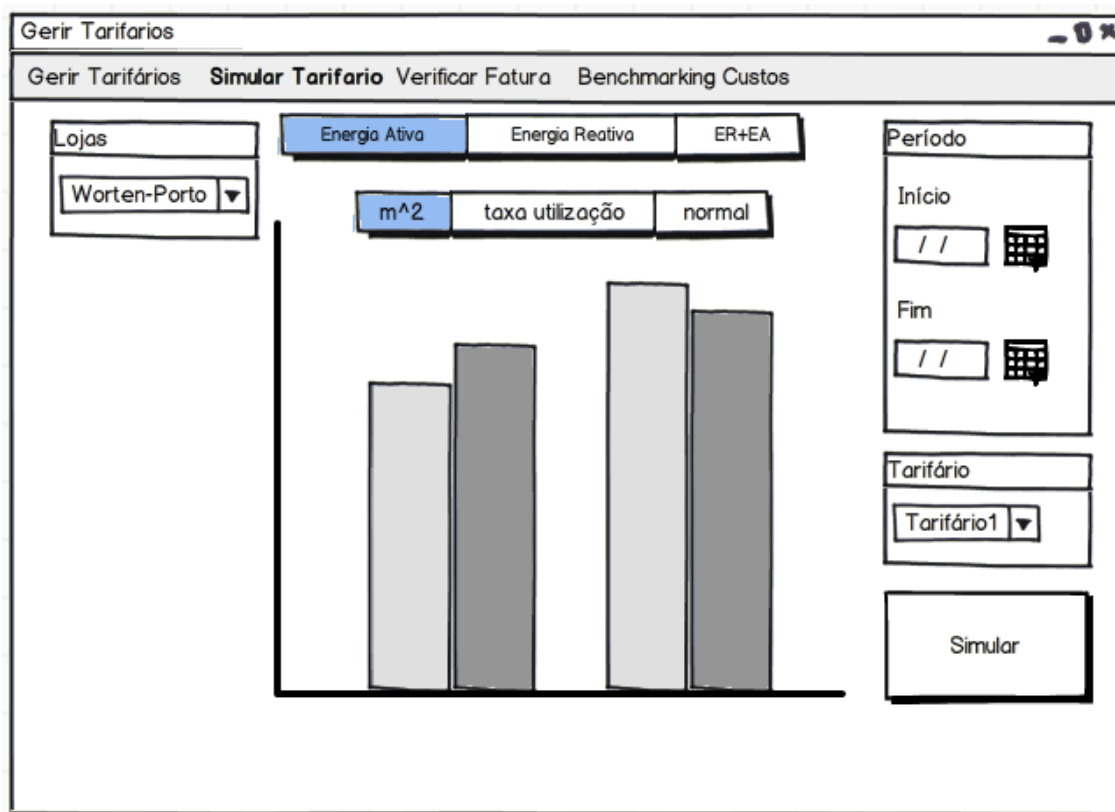 Gerir Tarifarios
Gerir Tarifários Simular Tarifario Verificar Fatura Benchmarking Custos
Lojas
Worten-Porto
Energia Ativa Energia Reativa ER+EA
m^2 taxa utilização normal
Período
Início
/ /
Fim
/ /
Tarifário
Tarifário1
Simular